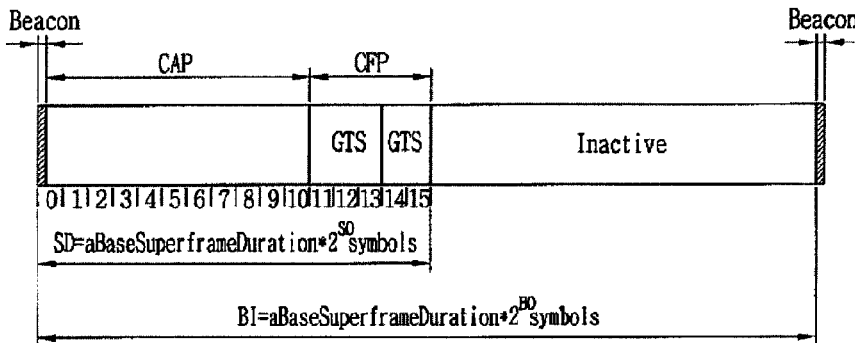 Beacon
Beacon
CAP
CFP
GTS
GTS
Inactive
0|1|2|3|4|5|6|7|8|9|10|11|12|13|14|15
SD=aBaseSuperframeDuration*2^SO symbols
BI=aBaseSuperframeDuration*2^BO symbols